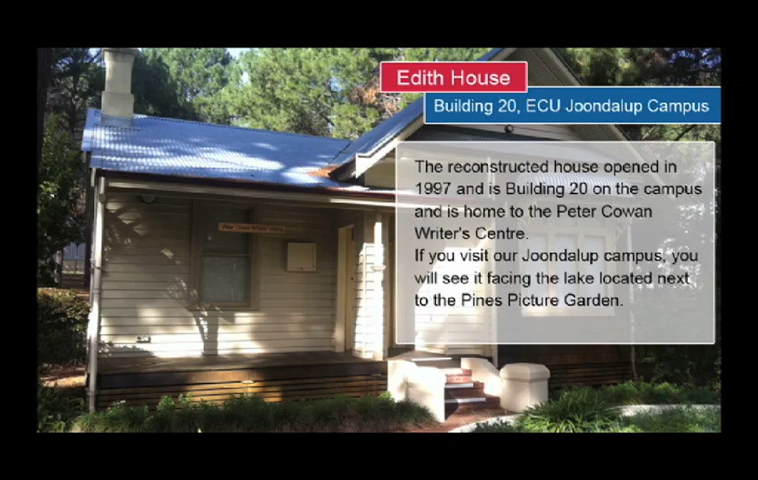 Edith House
Building 20, ECU Joondalup Campus
The reconstructed house opened in
1997 and is Building 20 on the campus
and is home to the Peter Cowan
Writer's Centre.
If you visit our Joondalup campus, you
will see it facing the lake located next
to the Pines Picture Garden.